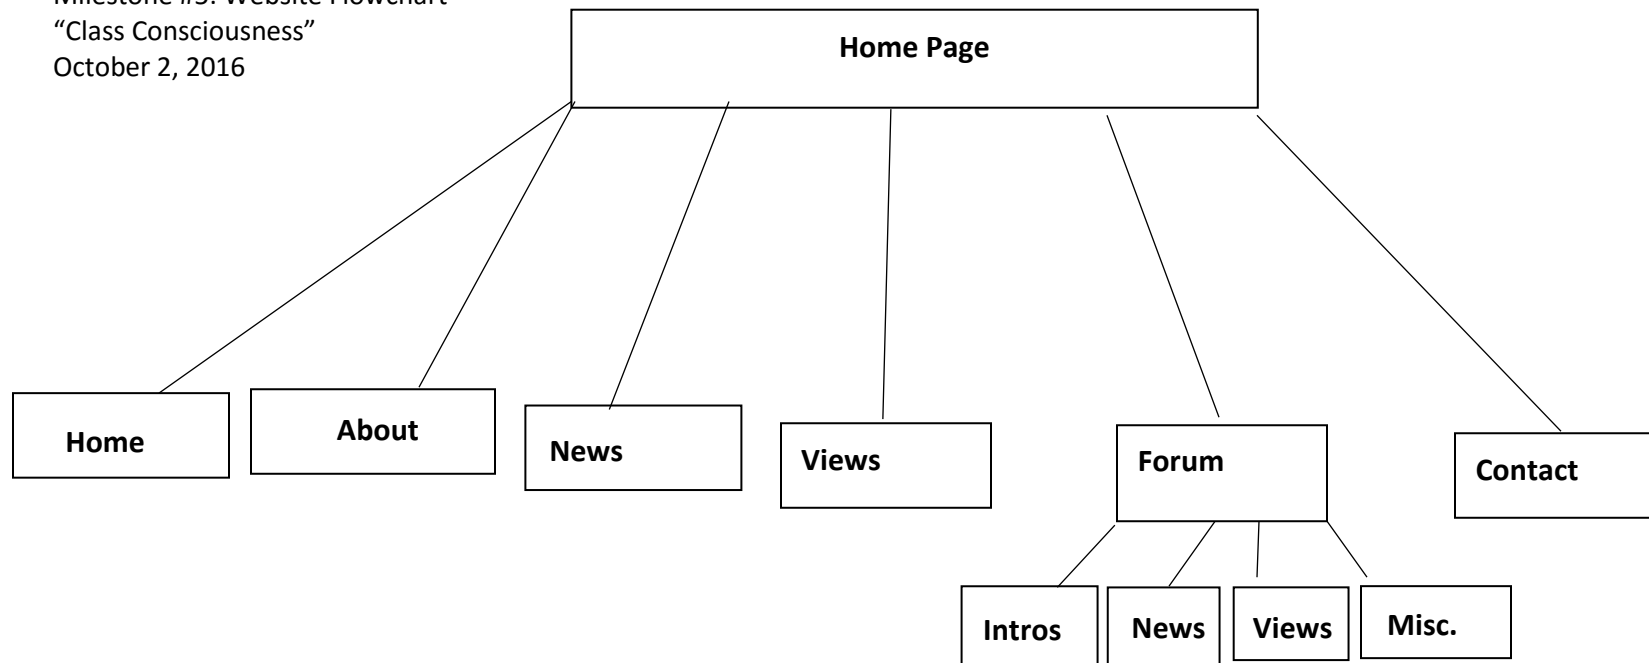 Milestone #3: Website Flowchart
“Class Consciousness”
October 2, 2016
Home Page
Home
About
News
Views
Forum
Contact
Intros
News
Views
Misc.